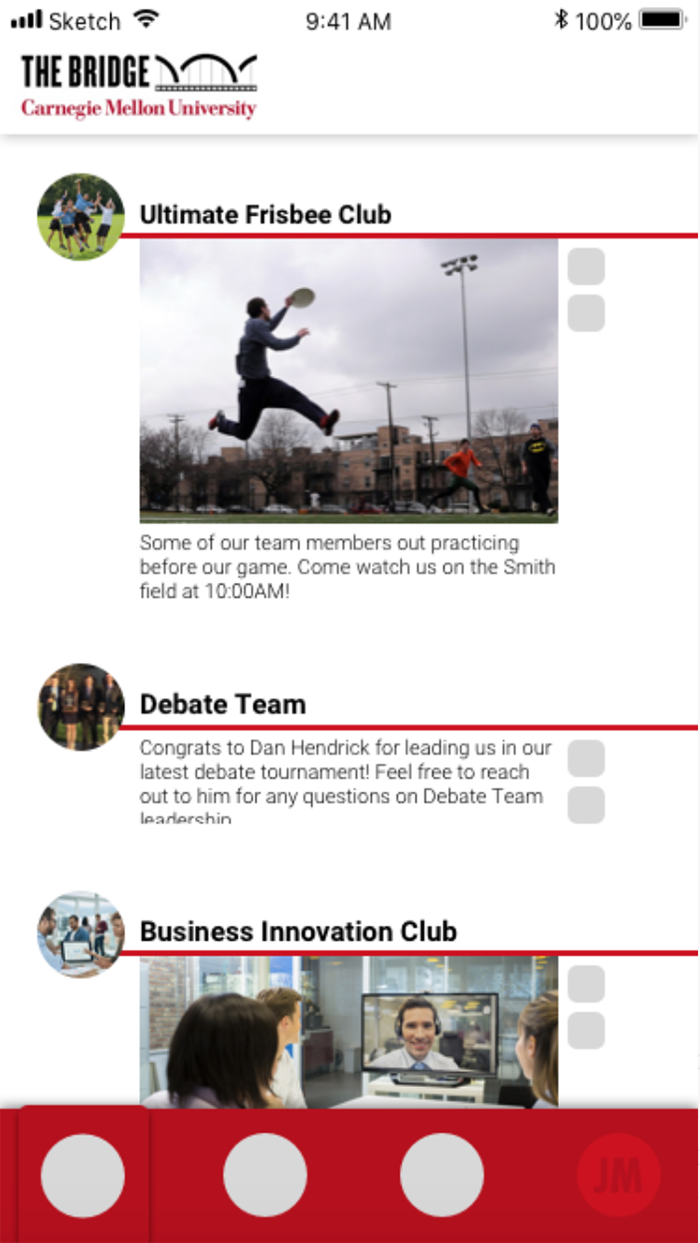 Sketch 9:41 AM 100%
THE BRIDGE
Carnegie Mellon University
Ultimate Frisbee Club
Some of our team members out practicing
before our game. Come watch us on the Smith
field at 10:00AM!
Debate Team
Congrats to Dan Hendrick for leading us in our
latest debate tournament! Feel free to reach
out to him for any questions on Debate Team
leadership
Business Innovation Club
JM